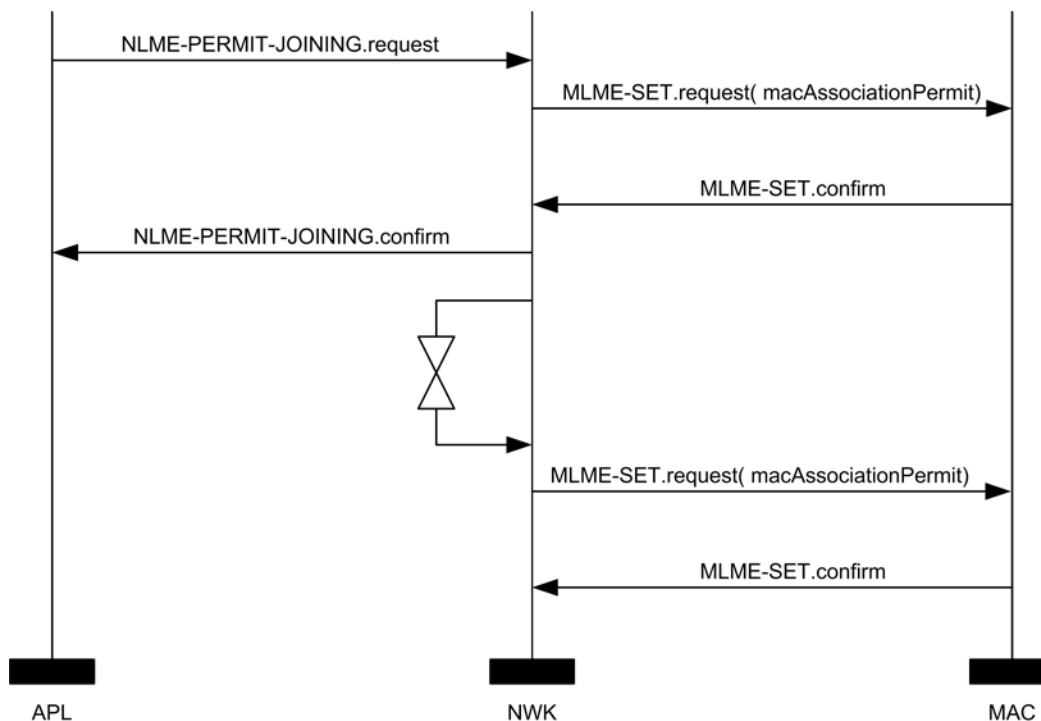 NLME-PERMIT-JOINING.request
MLME-SET.request( macAssociationPermit)
MLME-SET.confirm
NLME-PERMIT-JOINING.confirm
MLME-SET.request( macAssociationPermit)
MLME-SET.confirm
APL NWK MAC